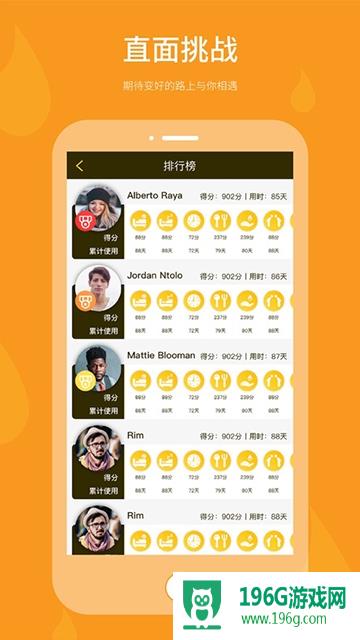 直面挑战
期待变好的路上与你相遇
排行榜
Alberto Raya 得分：902分 | 用时：85天
得分 88分 88分 72分 237分 239分 88分
累计使用 88天 88天 72天 79天 80天 88天
Jordan Ntolo 得分：902分 | 用时：86天
得分 88分 88分 72分 237分 239分 88分
累计使用 88天 88天 72天 79天 80天 88天
Mattie Blooman 得分：902分 | 用时：87天
得分 99分 99分 72分 237分 239分 88分
累计使用 88天 88天 72天 79天 80天 88天
Rim 得分：902分 | 用时：88天
得分 88分 88分 72分 237分 239分 88分
累计使用 88天 88天 72天 79天 80天 88天
Rim 得分：902分 | 用时：88天
196G游戏网
www.196g.com